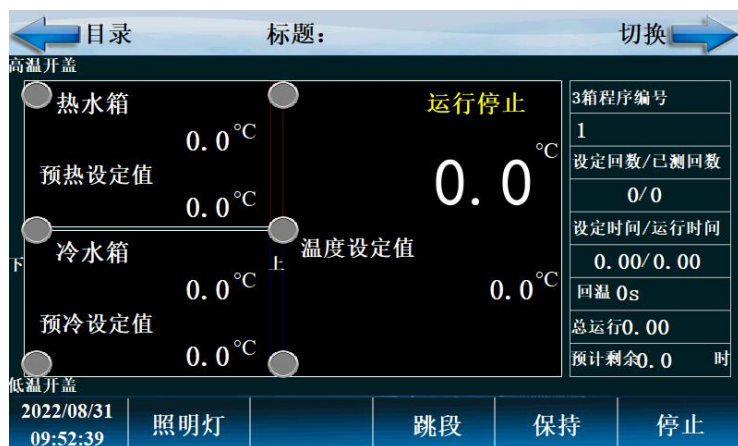 目录 标题： 切换
高温开盖
热水箱
0.0℃
预热设定值
0.0℃
冷水箱
0.0℃
预冷设定值
0.0℃
下
上
运行停止
0.0℃
温度设定值
0.0℃
3箱程序编号
1
设定回数/已测回数
0/0
设定时间/运行时间
0.00/0.00
回温 0s
总运行0.00
预计剩余0.0 时
低温开盖
2022/08/31
09:52:39
照明灯 跳段 保持 停止